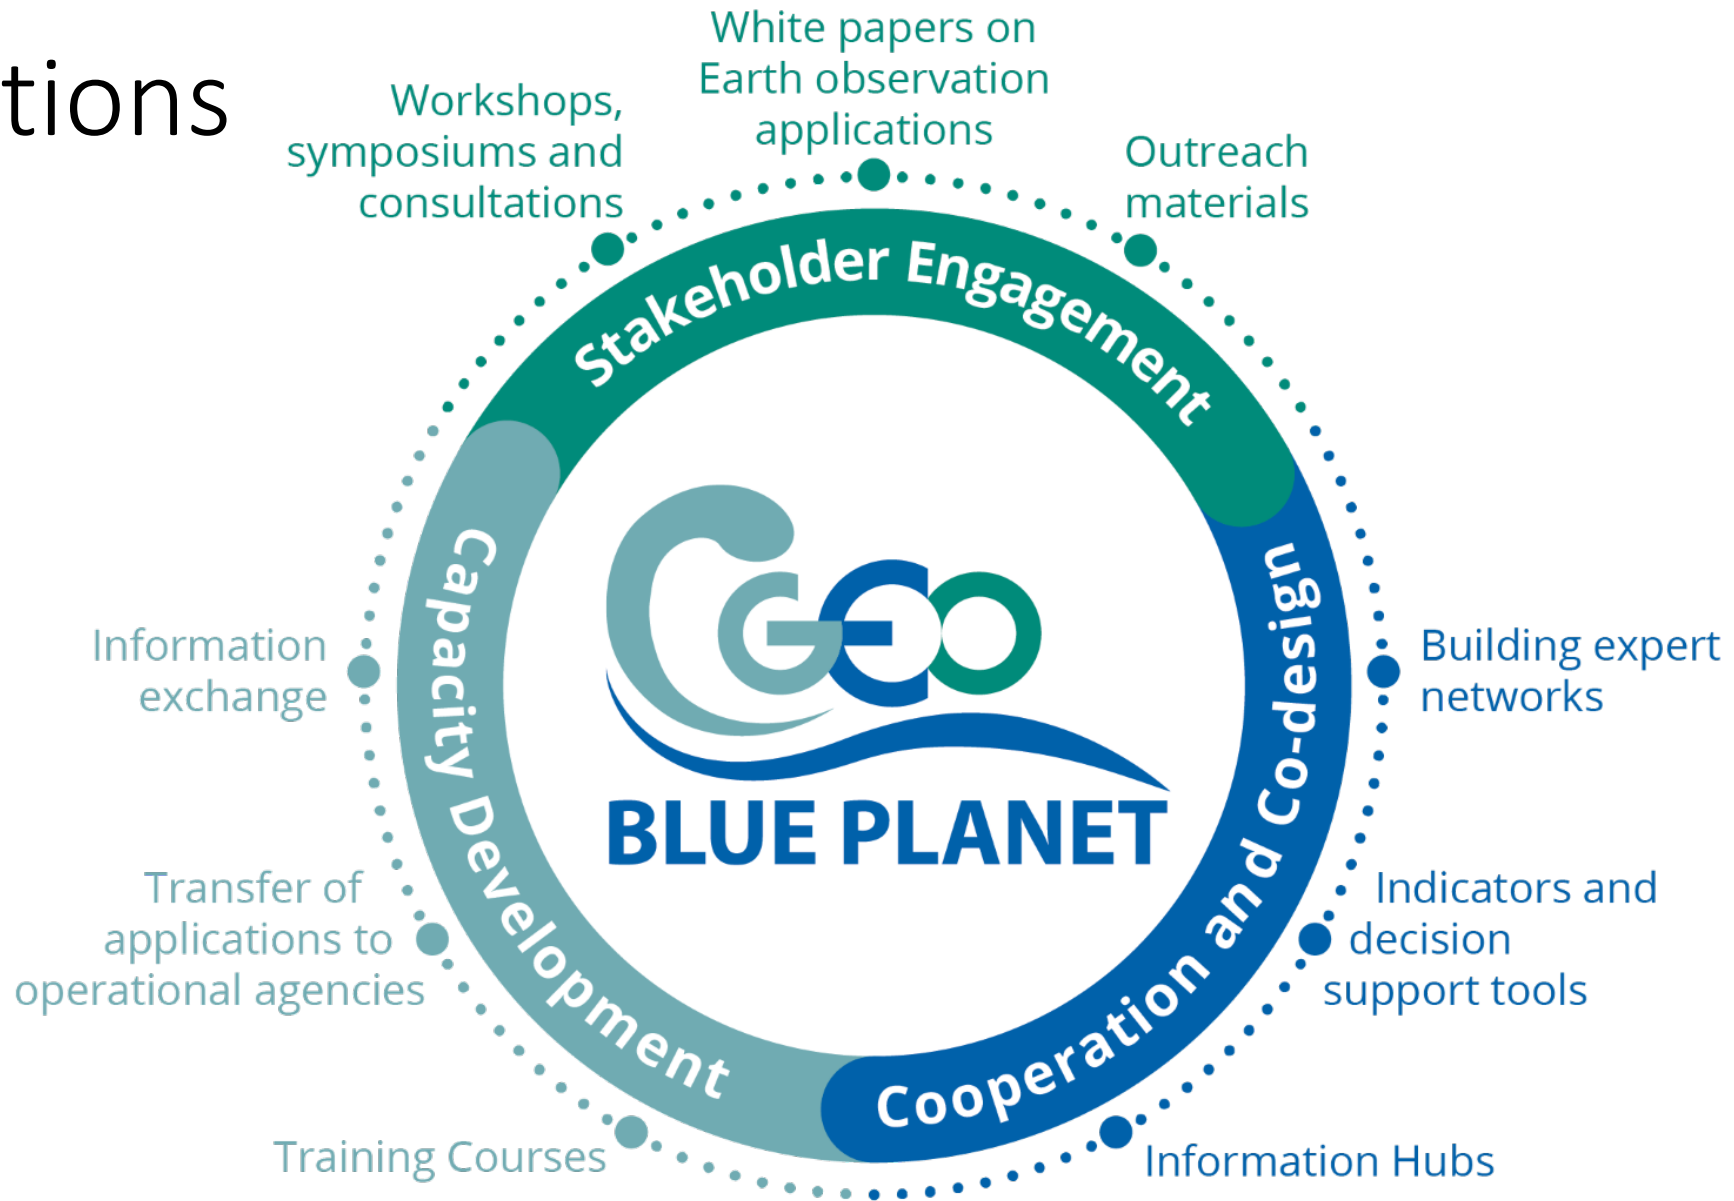 tions
White papers on
Earth observation
applications
Workshops,
symposiums and
consultations
Outreach
materials
Stakeholder Engagement
Capacity Development
Cooperation and Co-design
GEO
BLUE PLANET
Information
exchange
Building expert
networks
Transfer of
applications to
operational agencies
Indicators and
decision
support tools
Training Courses
Information Hubs